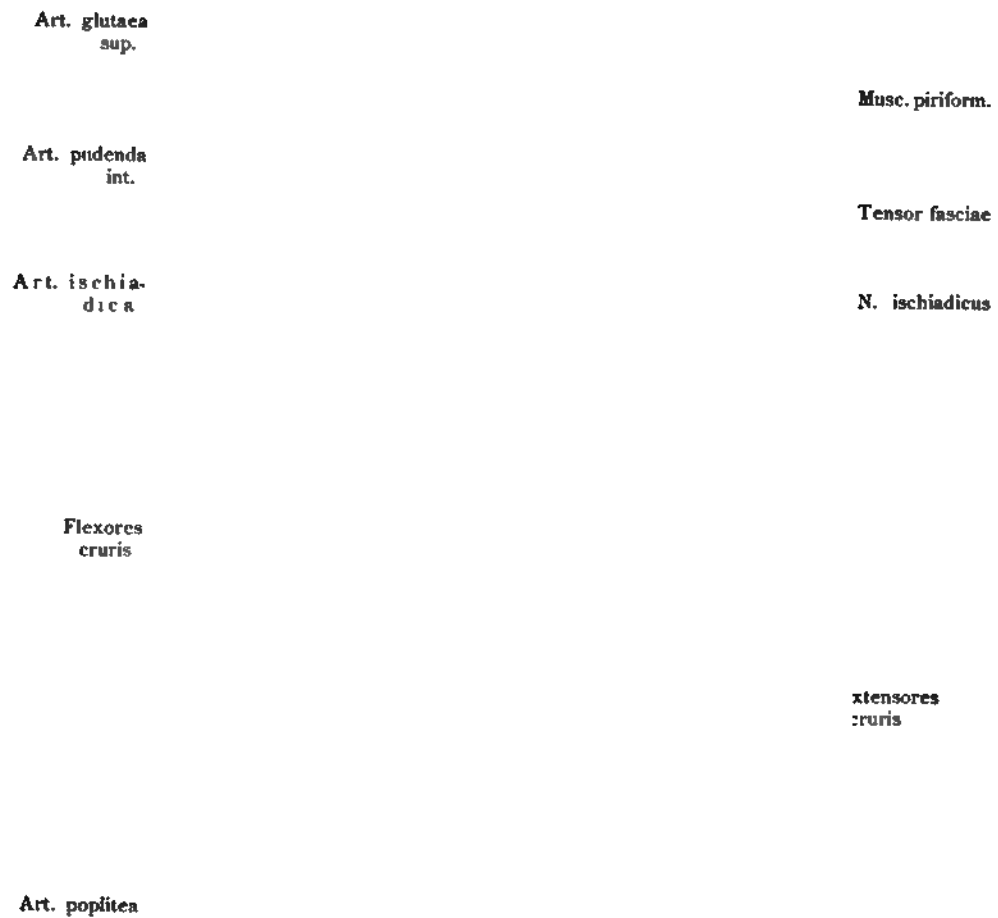 Art. glutaea
sup.
Musc. piriform.
Art. pudenda
int.
Tensor fasciae
Art. ischia-
dica
N. ischiadicus
Flexores
cruris
xtensores
cruris
Art. poplitea